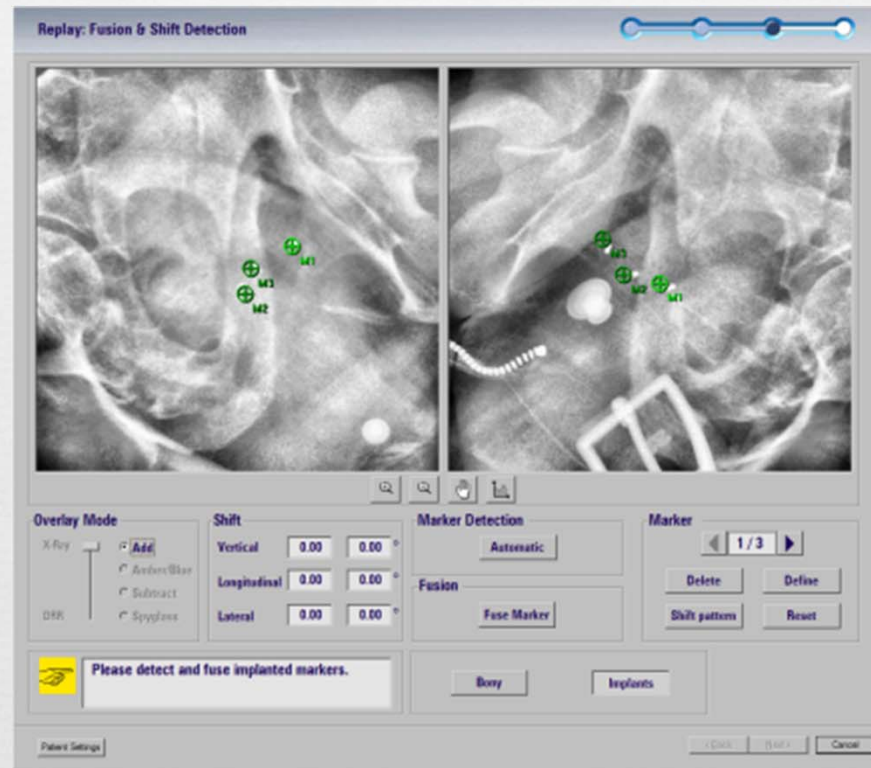 Replay: Fusion & Shift Detection
M1
M3
M2
M3
M2
M1
Overlay Mode
X-Ray
Add
Amber/Blue
Subtract
DRR
Spyglass
Shift
Vertical 0.00 0.00 °
Longitudinal 0.00 0.00 °
Lateral 0.00 0.00 °
Marker Detection
Automatic
Fusion
Fuse Marker
Marker
1/3
Delete Define
Shift pattern Reset
Please detect and fuse implanted markers.
Bony Implants
Patient Settings
< Back Next > Cancel